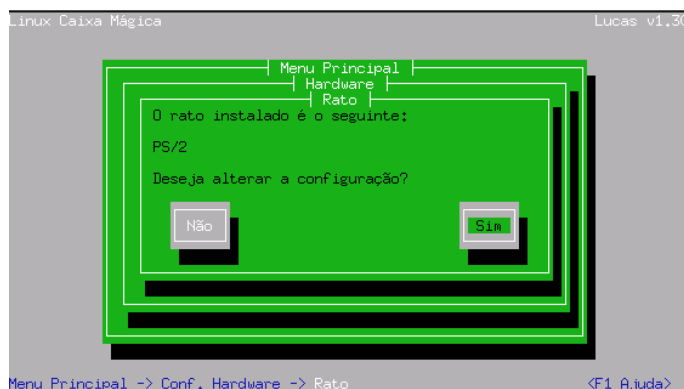 Linux Caixa Mágica Lucas v1.30
Menu Principal
Hardware
Rato
O rato instalado é o seguinte:
PS/2
Deseja alterar a configuração?
Não Sim
Menu Principal -> Conf. Hardware -> Rato <F1 Ajuda>